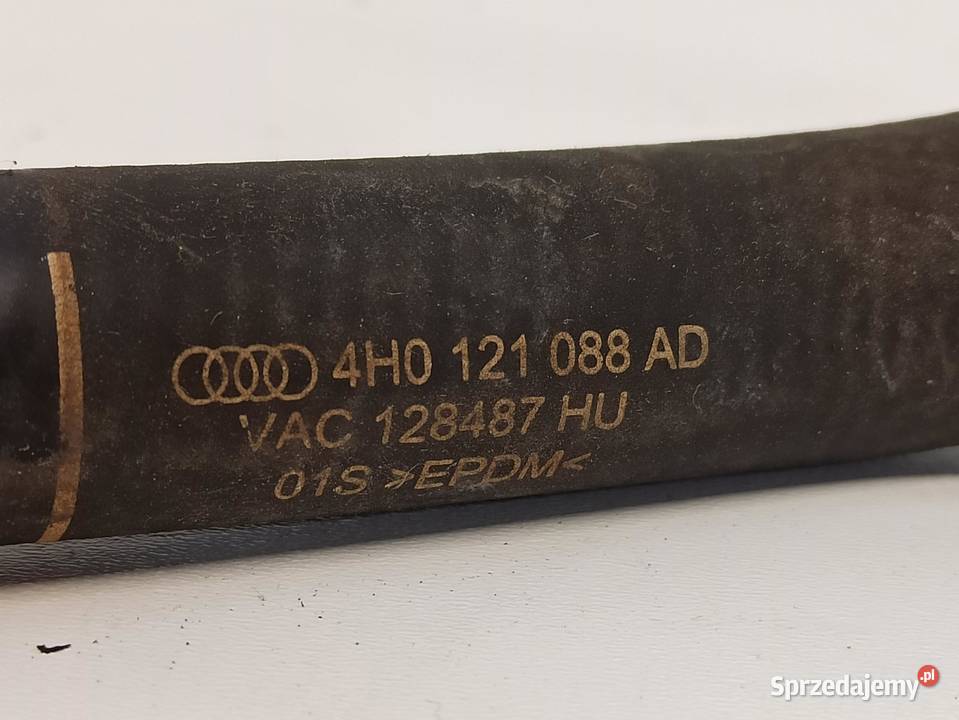 4H0 121 088 AD
VAC 128487 HU
01S >EPDM<
Sprzedajemy.pl